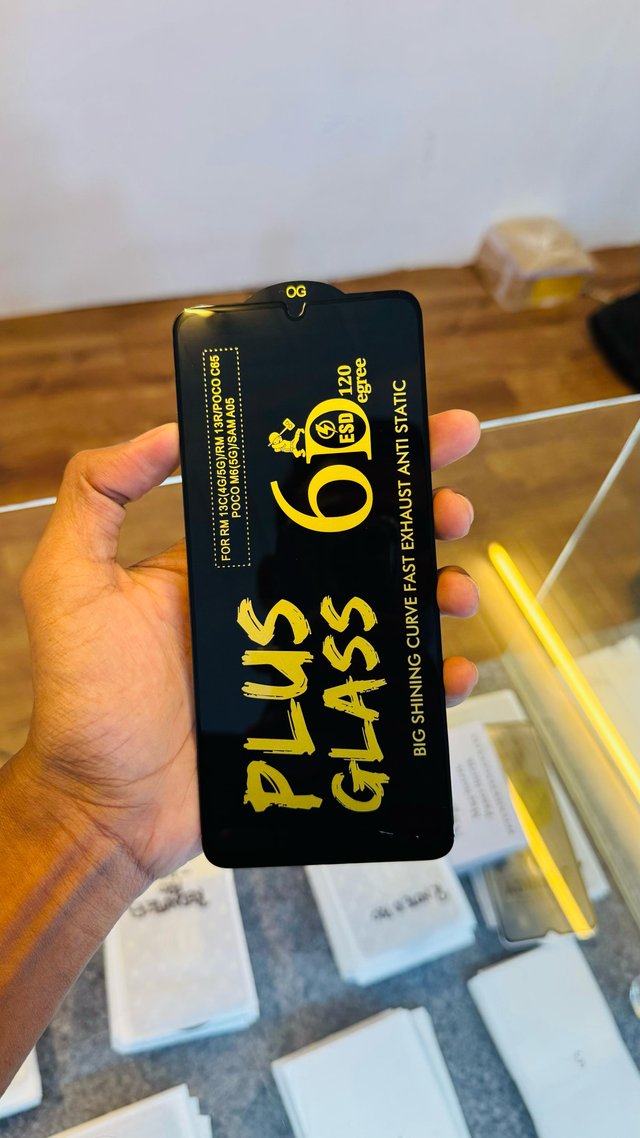 OG
FOR RM 13C(4G/5G)/RM 13R/POCO C65
POCO M6(5G)/SAM A05
6D
ESD
120
egree
PLUS
GLASS
BIG SHINING CURVE FAST EXHAUST ANTI STATIC